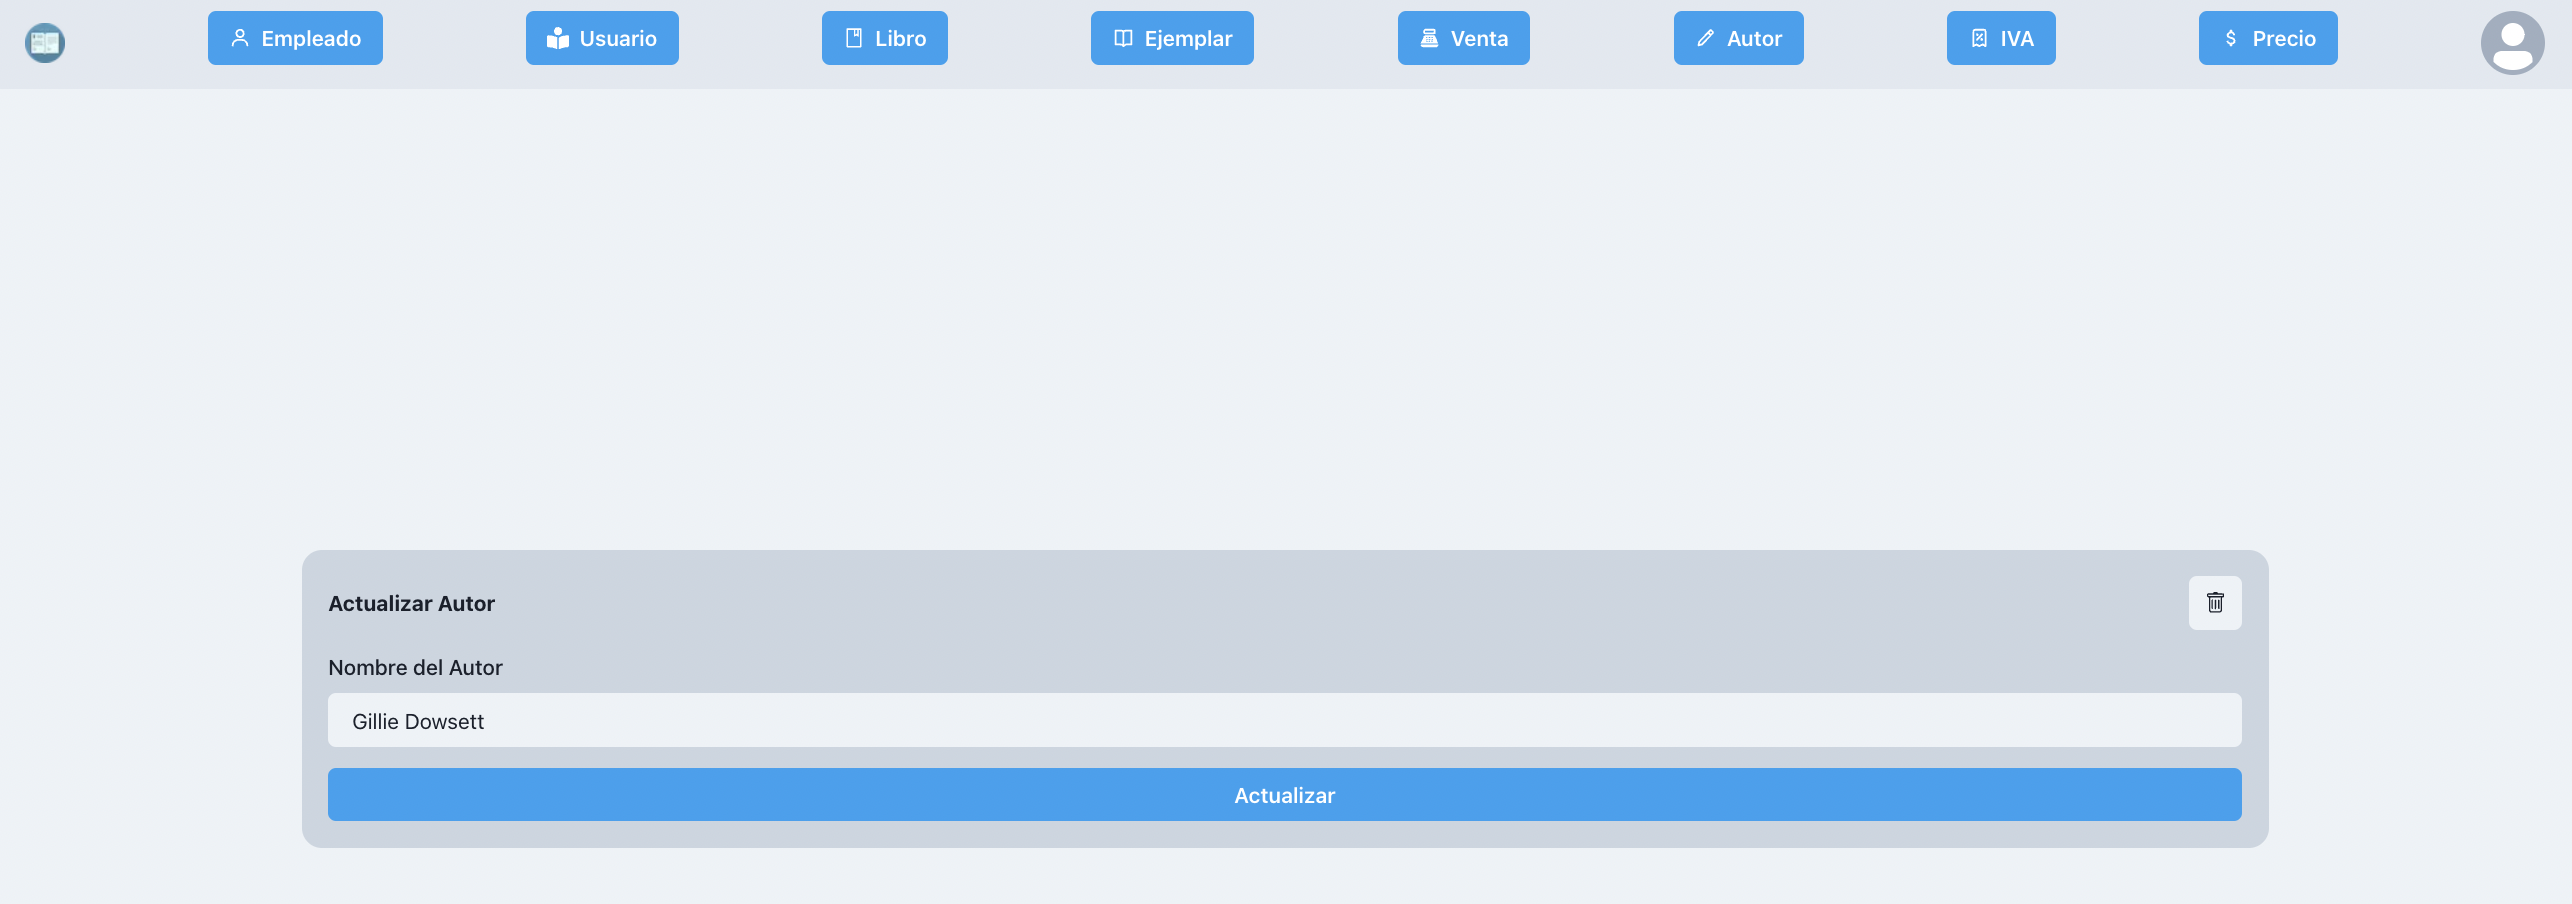 Empleado Usuario Libro Ejemplar Venta Autor IVA Precio
Actualizar Autor
Nombre del Autor
Gillie Dowsett
Actualizar